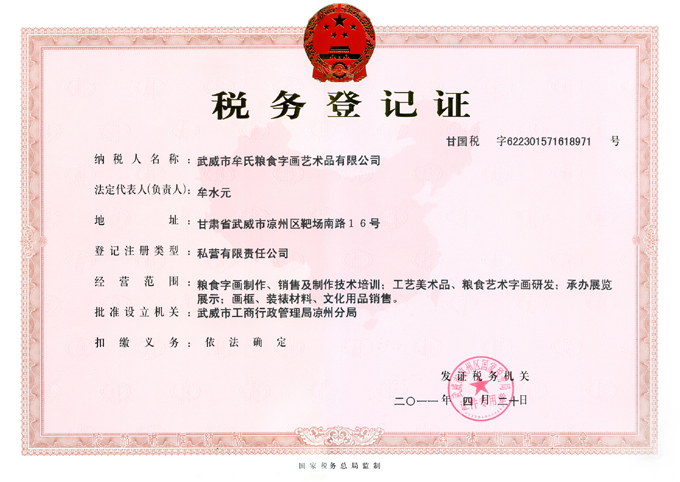 税务登记证
甘国税 字622301571618971 号
纳税人名称：武威市牟氏粮食字画艺术品有限公司
法定代表人(负责人)：牟水元
地址：甘肃省武威市凉州区靶场南路16号
登记注册类型：私营有限责任公司
经营范围：粮食字画制作、销售及制作技术培训；工艺美术品、粮食艺术字画研发；承办展览
展示；画框、装裱材料、文化用品销售。
批准设立机关：武威市工商行政管理局凉州分局
扣缴义务：依法确定
发证税务机关
二〇一一年 四 月 二十日
国家税务总局监制